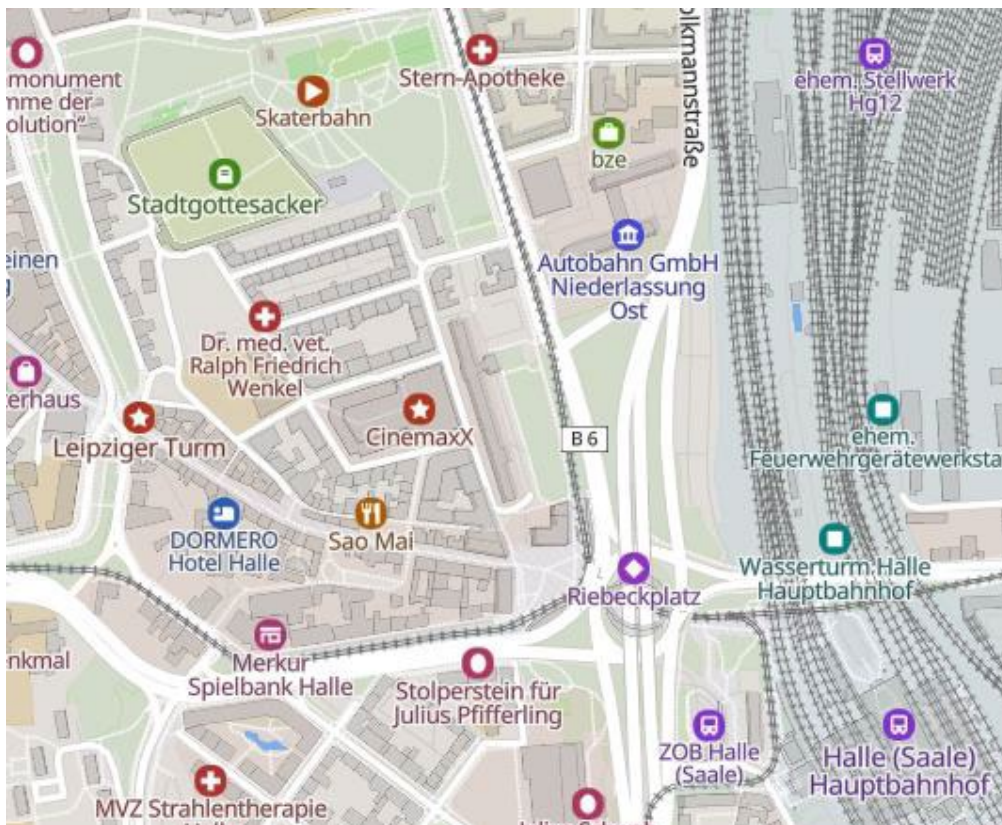 monument
mme der
olution“
Skaterbahn
Stern-Apotheke
olkmannstraße
ehem. Stellwerk
Hg12
bze
Stadtgottesacker
einen
g
Autobahn GmbH
Niederlassung
Ost
Dr. med. vet.
Ralph Friedrich
Wenkel
terhaus
Leipziger Turm
CinemaxX
B 6
ehem.
Feuerwehrgerätewerksta
DORMERO
Hotel Halle
Sao Mai
Riebeckplatz
Wasserturm Halle
Hauptbahnhof
enkmal
Merkur
Spielbank Halle
Stolperstein für
Julius Pfifferling
ZOB Halle
(Saale)
Halle (Saale)
Hauptbahnhof
MVZ Strahlentherapie